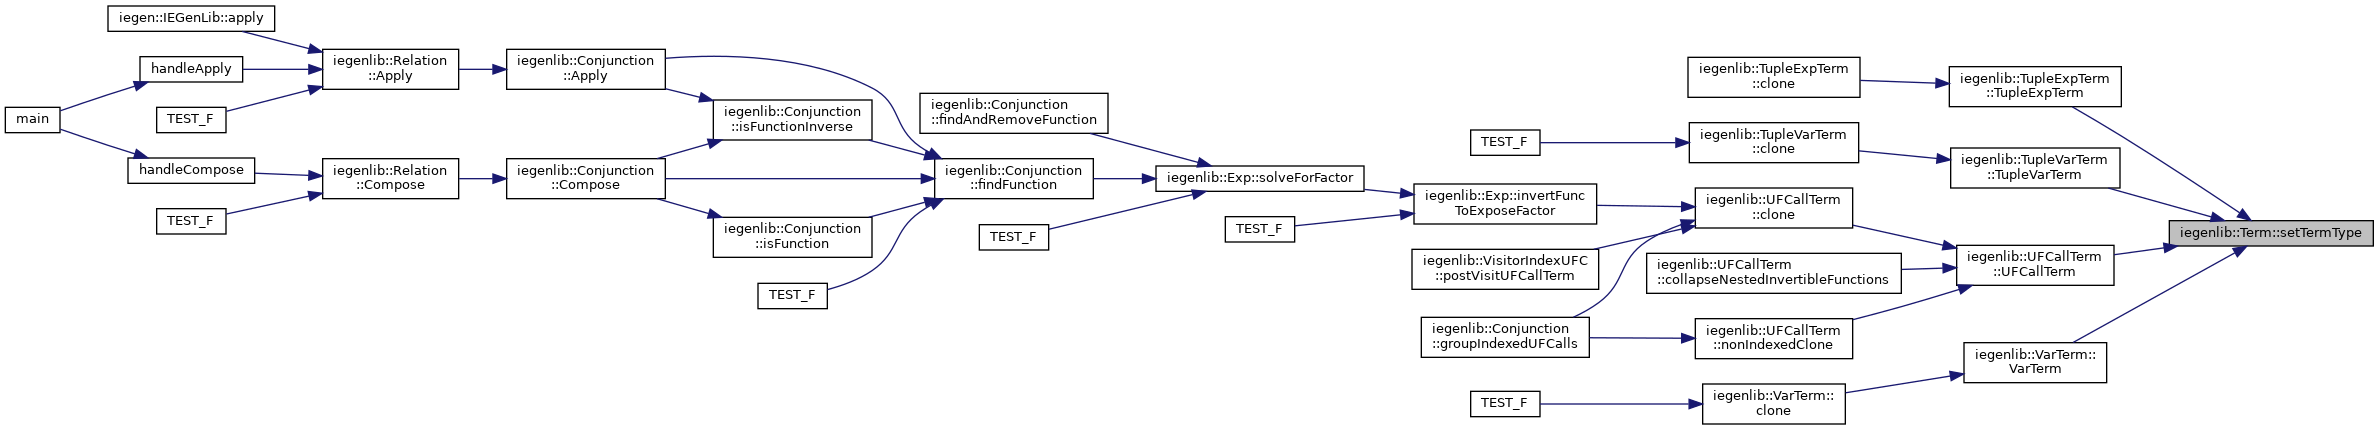 iegen::IEGenLib::apply
handleApply
TEST_F
main
handleCompose
TEST_F
iegenlib::Relation
::Apply
iegenlib::Relation
::Compose
iegenlib::Conjunction
::Apply
iegenlib::Conjunction
::Compose
iegenlib::Conjunction
::isFunctionInverse
iegenlib::Conjunction
::isFunction
TEST_F
iegenlib::Conjunction
::findAndRemoveFunction
iegenlib::Conjunction
::findFunction
TEST_F
iegenlib::Exp::solveForFactor
TEST_F
iegenlib::Exp::invertFunc
ToExposeFactor
iegenlib::VisitorIndexUFC
::postVisitUFCallTerm
iegenlib::Conjunction
::groupIndexedUFCalls
TEST_F
TEST_F
iegenlib::TupleExpTerm
::clone
iegenlib::TupleVarTerm
::clone
iegenlib::UFCallTerm
::clone
iegenlib::UFCallTerm
::collapseNestedInvertibleFunctions
iegenlib::UFCallTerm
::nonIndexedClone
iegenlib::VarTerm::
clone
iegenlib::TupleExpTerm
::TupleExpTerm
iegenlib::TupleVarTerm
::TupleVarTerm
iegenlib::UFCallTerm
::UFCallTerm
iegenlib::VarTerm::
VarTerm
iegenlib::Term::setTermType